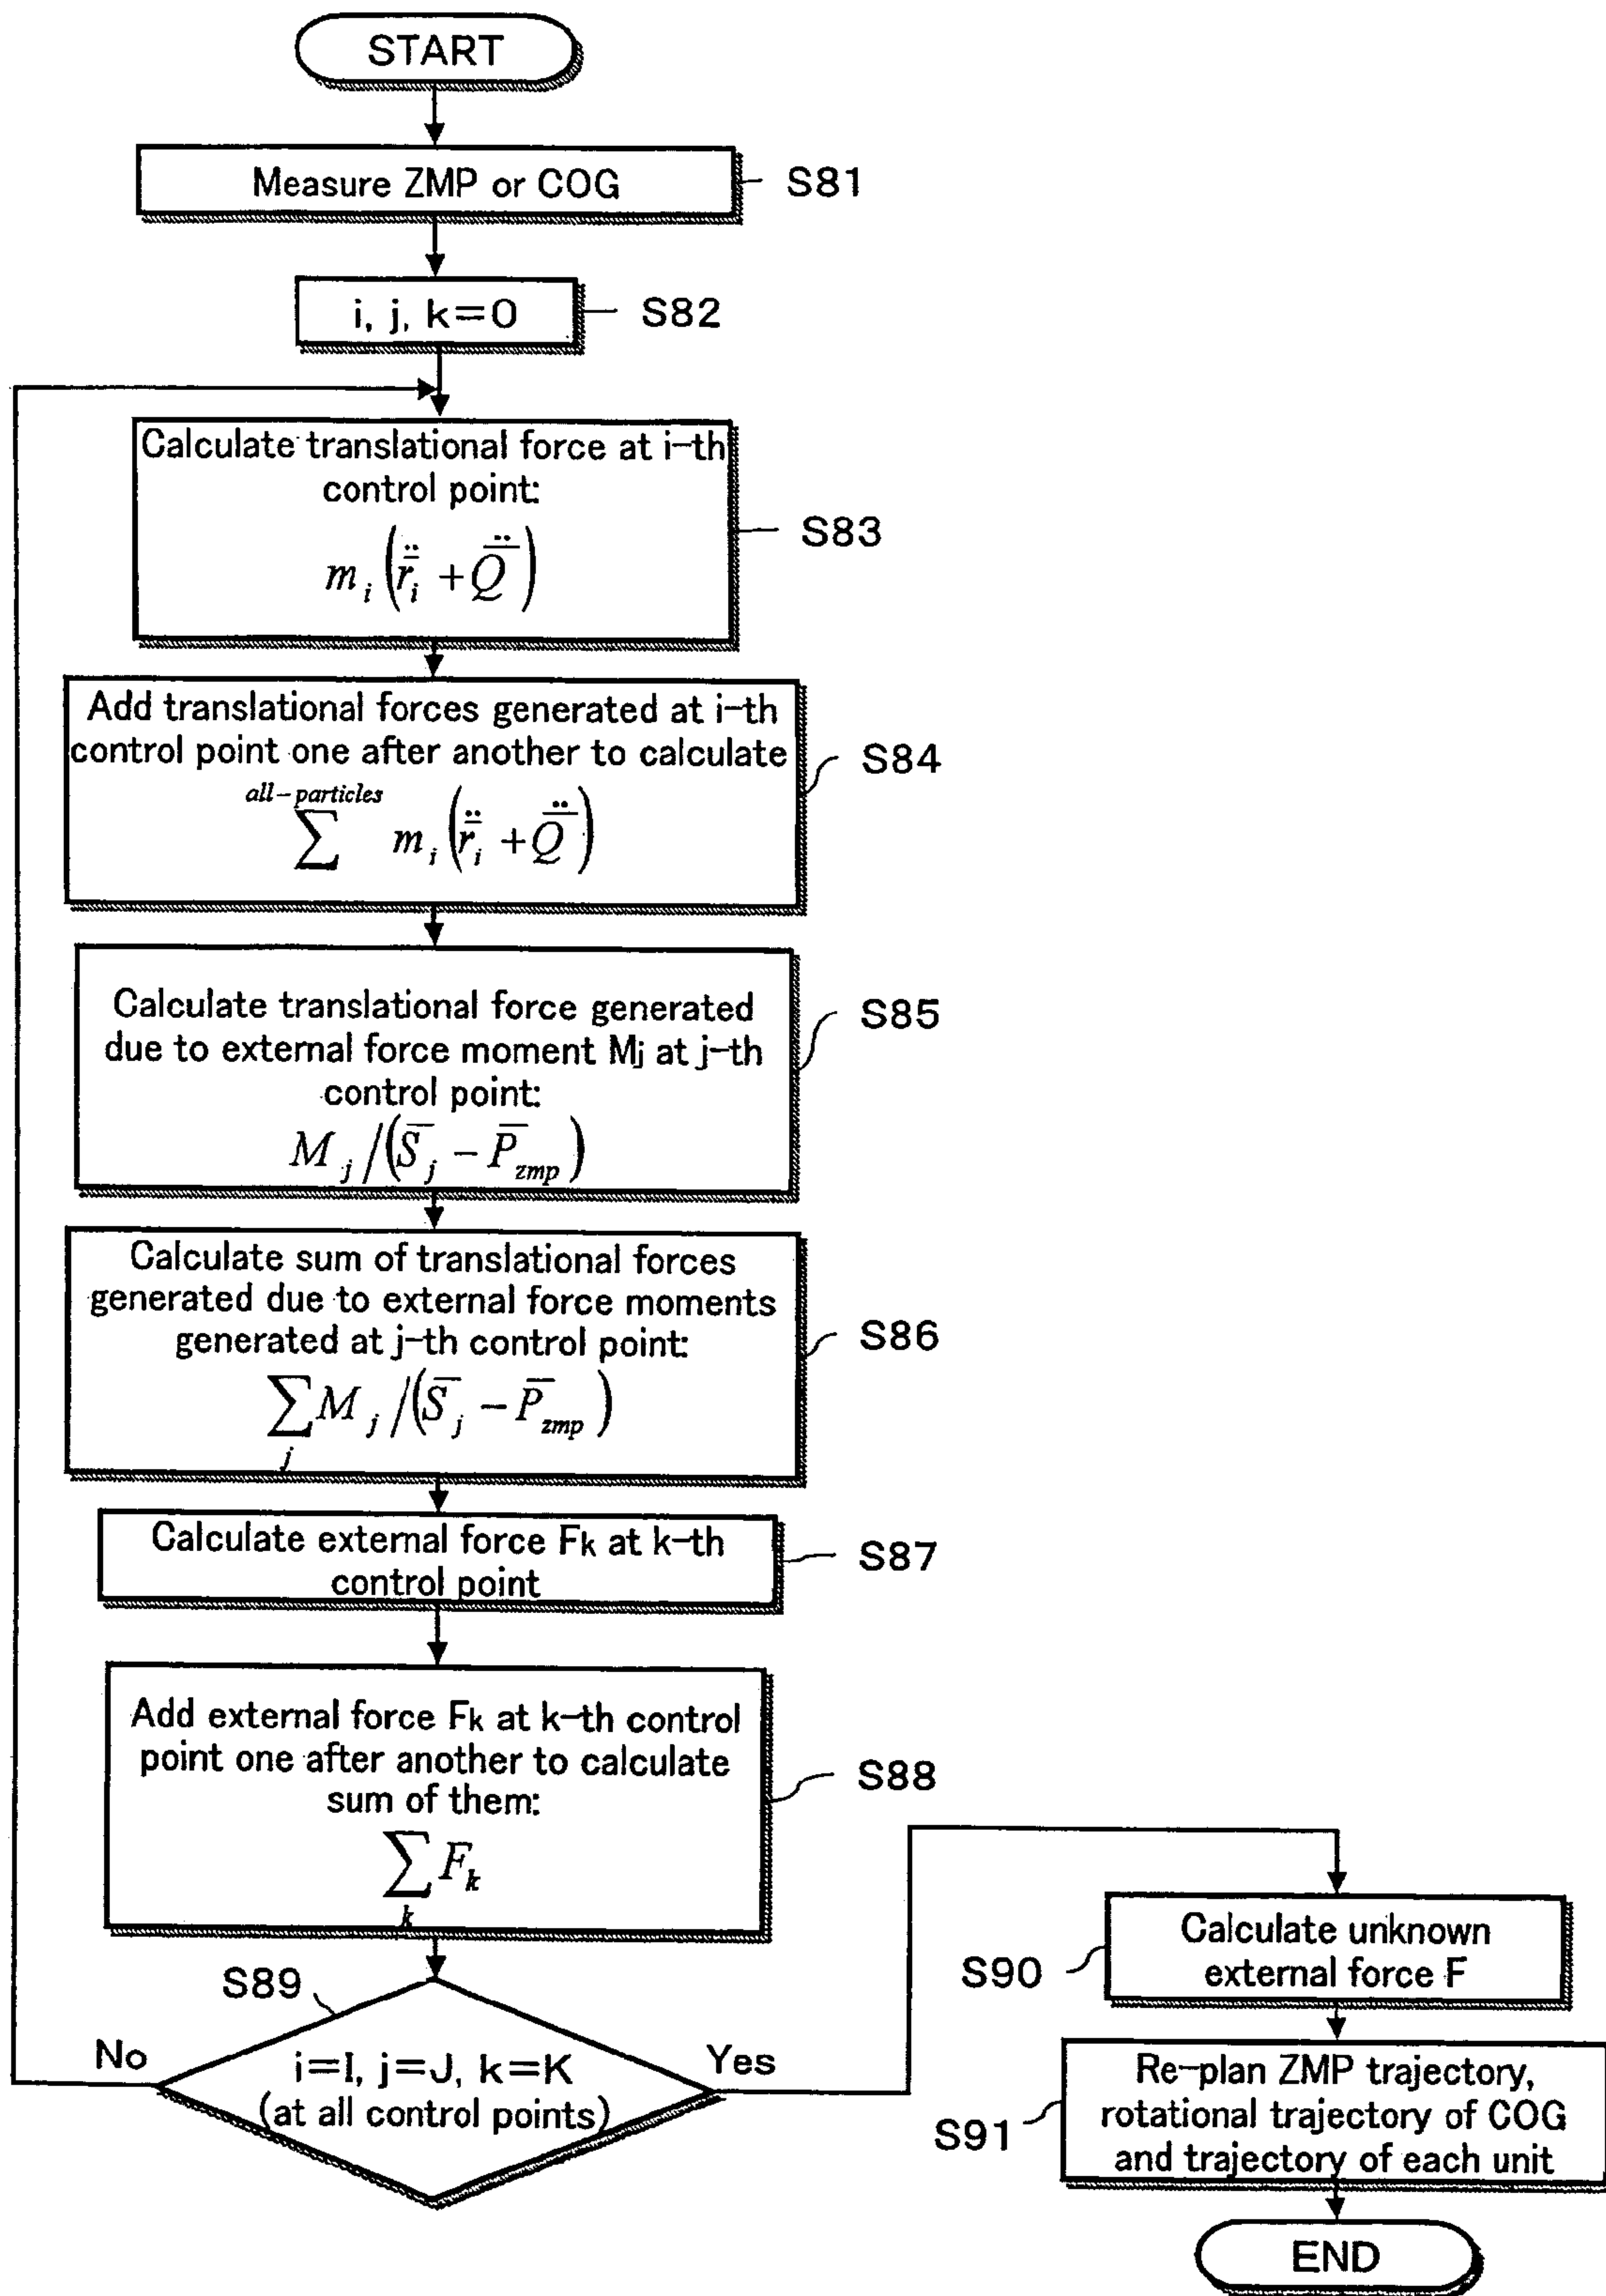 START
Measure ZMP or COG
S81
i, j, k=0
S82
Calculate translational force at i-th
control point:
m_i(r̈̄_i + Q̈̄)
S83
Add translational forces generated at i-th
control point one after another to calculate
all-particles
∑ m_i(r̈̄_i + Q̈̄)
S84
Calculate translational force generated
due to external force moment Mj at j-th
control point:
M_j/(S̄_j − P̄_zmp)
S85
Calculate sum of translational forces
generated due to external force moments
generated at j-th control point:
∑_j M_j/(S̄_j − P̄_zmp)
S86
Calculate external force Fk at k-th
control point
S87
Add external force Fk at k-th control
point one after another to calculate
sum of them:
∑_k F_k
S88
S89
No
i=I, j=J, k=K
(at all control points)
Yes
Calculate unknown
external force F
S90
Re-plan ZMP trajectory,
rotational trajectory of COG
and trajectory of each unit
S91
END